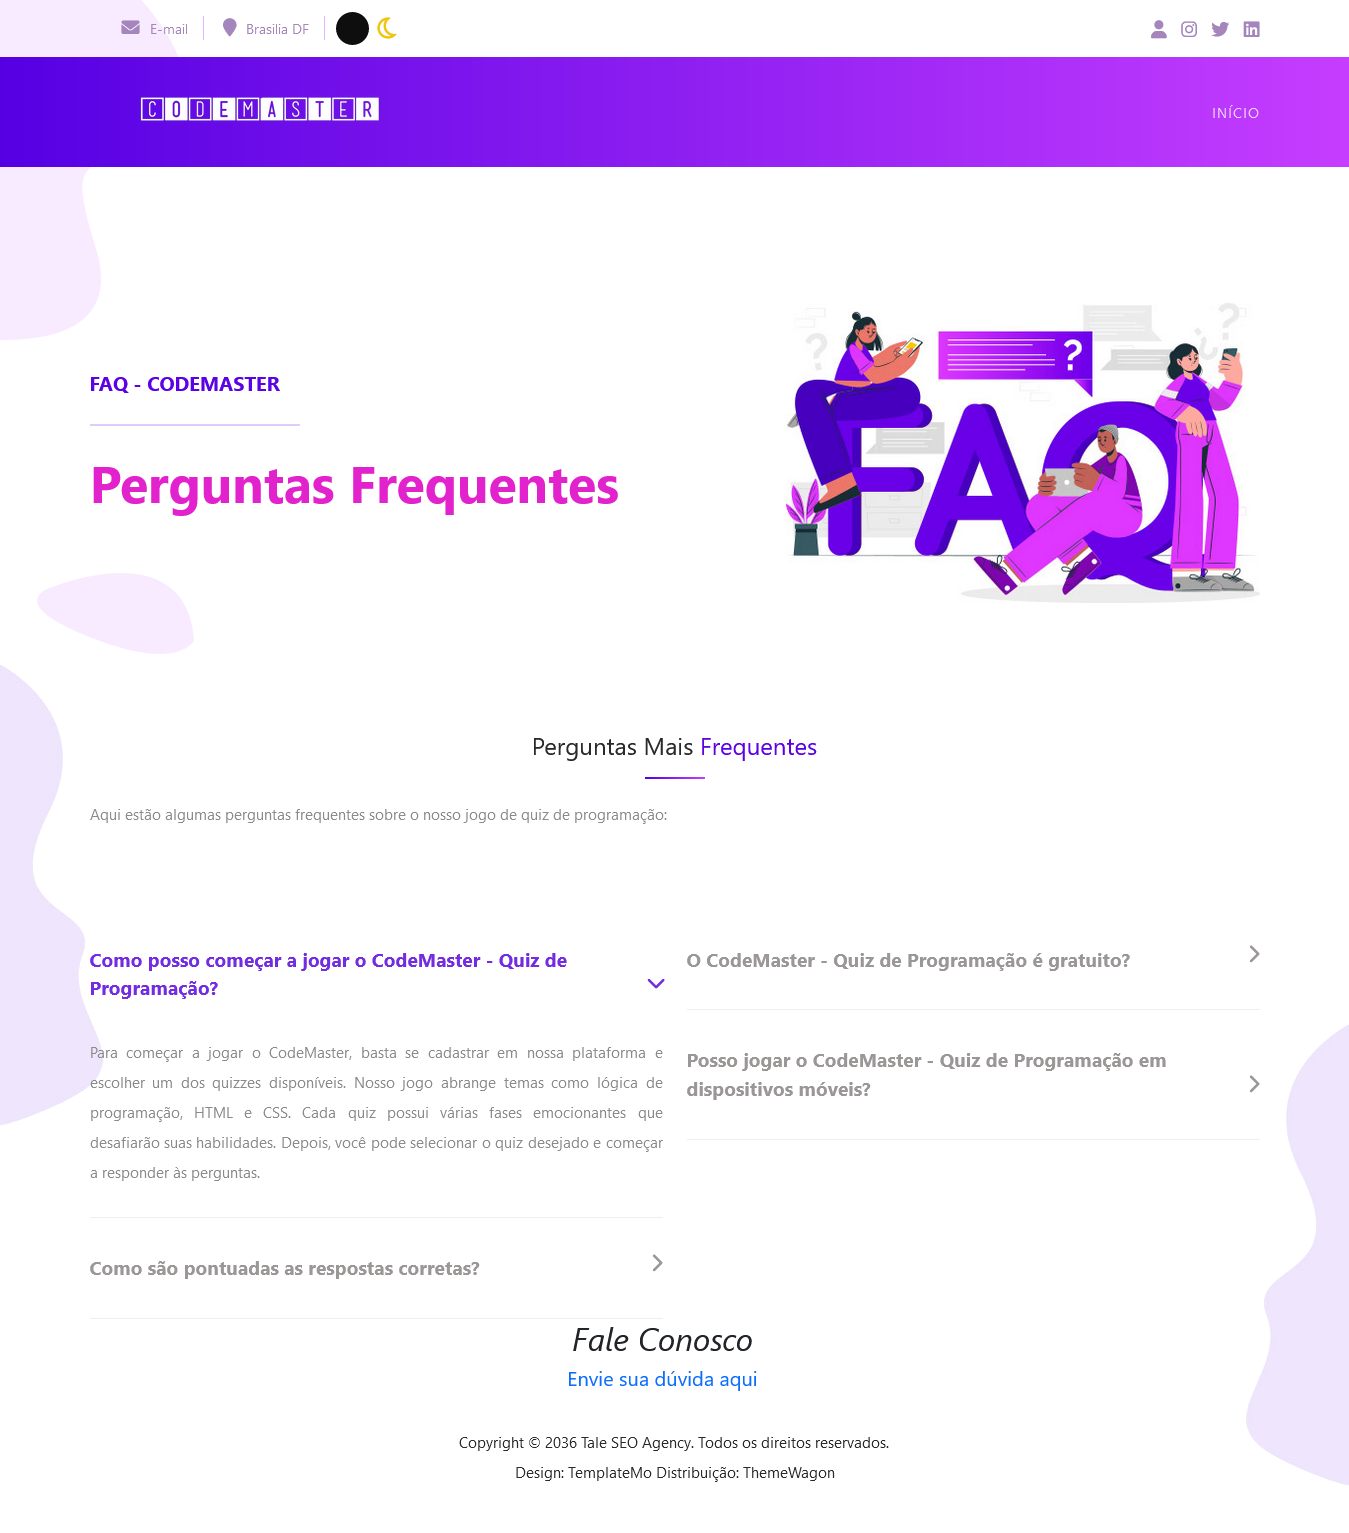 E-mail
Brasilia DF
CODEMASTER
INÍCIO
FAQ - CODEMASTER
Perguntas Frequentes
?
?
?
FAQ
Perguntas Mais Frequentes
Aqui estão algumas perguntas frequentes sobre o nosso jogo de quiz de programação:
Como posso começar a jogar o CodeMaster - Quiz de
Programação?
Para começar a jogar o CodeMaster, basta se cadastrar em nossa plataforma e
escolher um dos quizzes disponíveis. Nosso jogo abrange temas como lógica de
programação, HTML e CSS. Cada quiz possui várias fases emocionantes que
desafiarão suas habilidades. Depois, você pode selecionar o quiz desejado e começar
a responder às perguntas.
Como são pontuadas as respostas corretas?
O CodeMaster - Quiz de Programação é gratuito?
Posso jogar o CodeMaster - Quiz de Programação em
dispositivos móveis?
Fale Conosco
Envie sua dúvida aqui
Copyright © 2036 Tale SEO Agency. Todos os direitos reservados.
Design: TemplateMo Distribuição: ThemeWagon